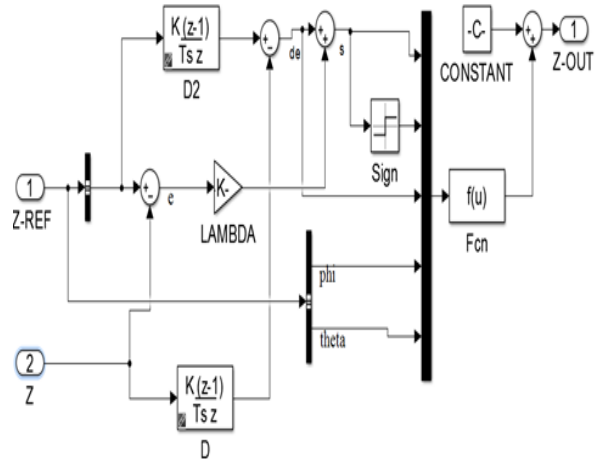 K (z-1)
Ts z
D2
+
-
de
+
+
s
-C-
CONSTANT
+
+
1
Z-OUT
Sign
1
Z-REF
+
-
e
K-
LAMBDA
f(u)
Fcn
phi
theta
2
Z
K (z-1)
Ts z
D